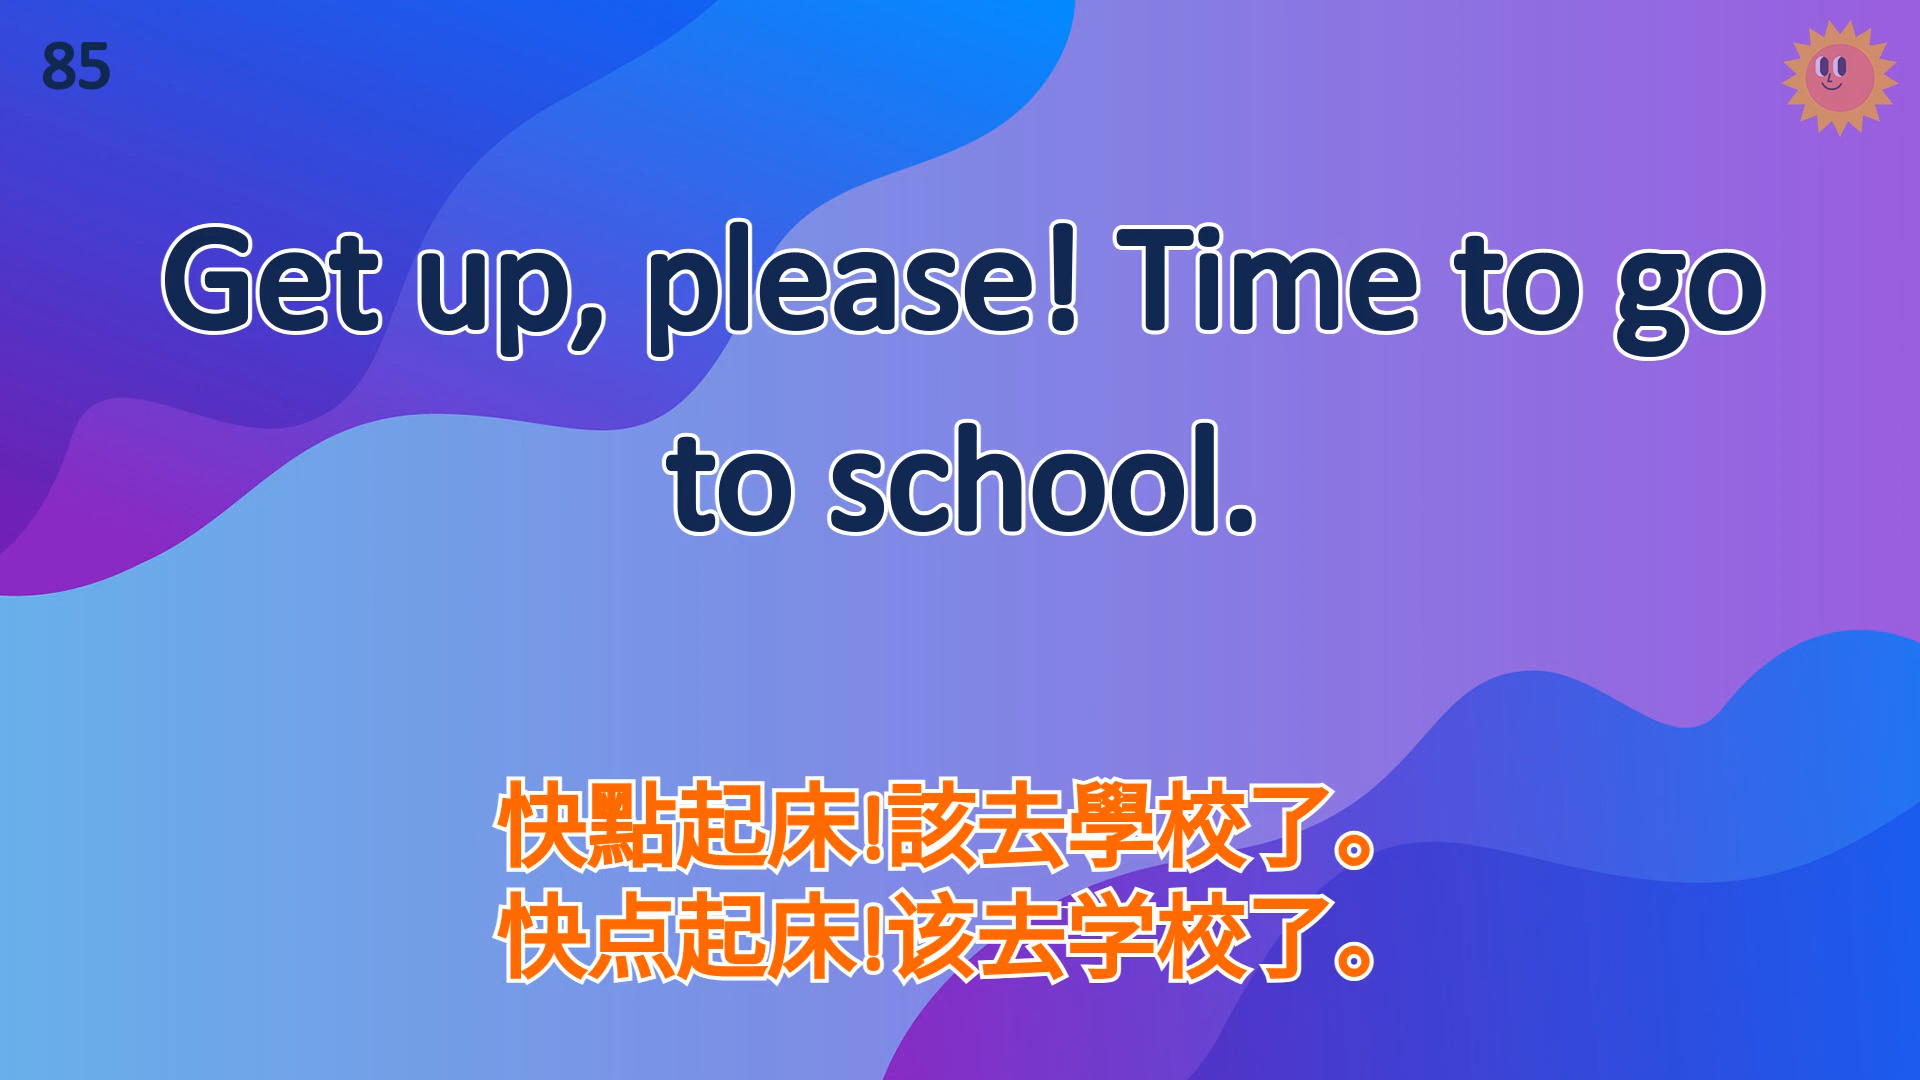 85
Get up, please! Time to go
to school.
快點起床!該去學校了。
快点起床!该去学校了。